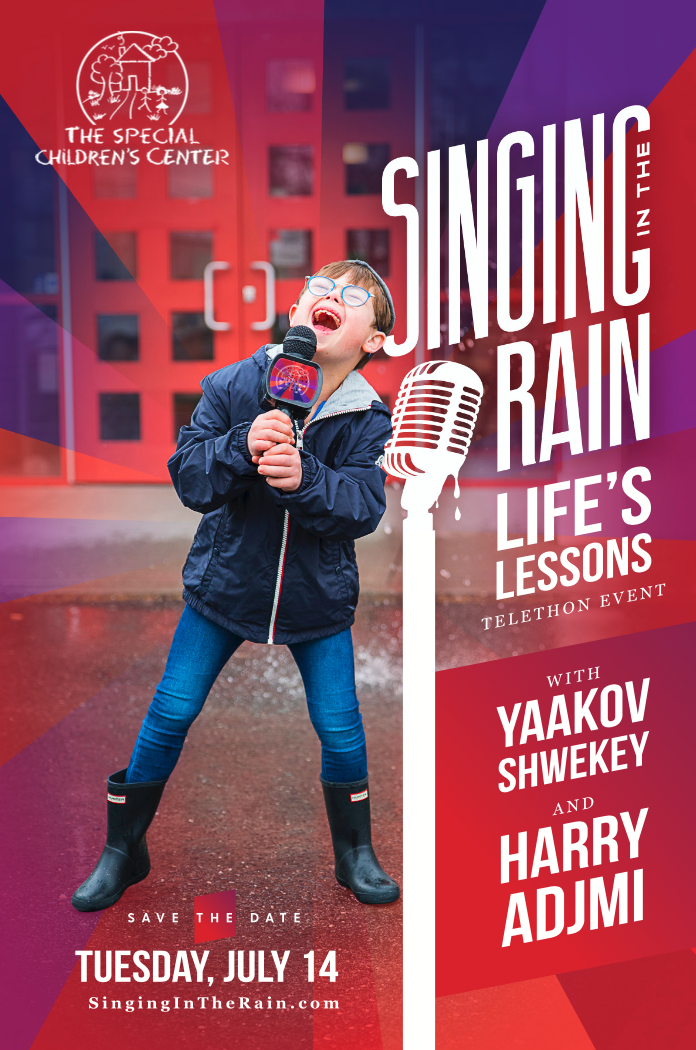 THE SPECIAL
CHILDREN'S CENTER
SINGING
IN THE
RAIN
LIFE'S
LESSONS
TELETHON EVENT
WITH
YAAKOV
SHWEKEY
AND
HARRY
ADJMI
SAVE THE DATE
TUESDAY, JULY 14
SingingInTheRain.com